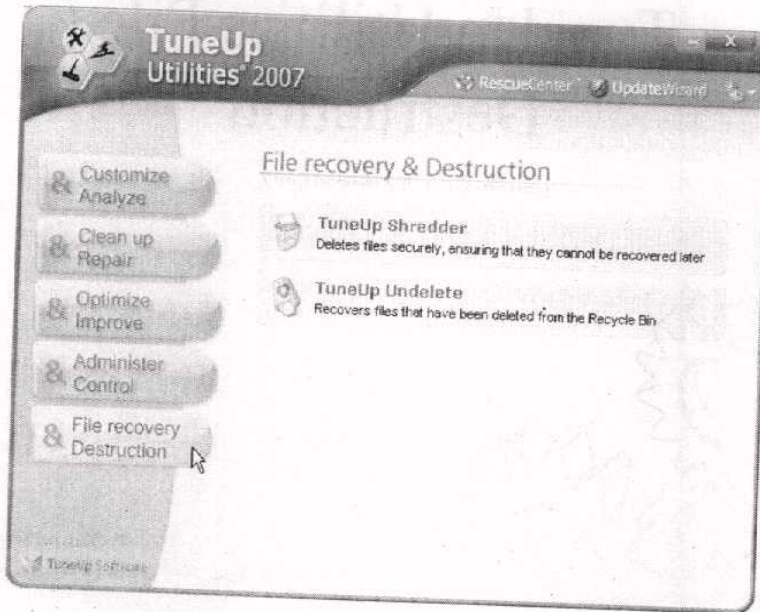 TuneUp
Utilities® 2007
RescueCenter UpdateWizard
Customize
& Analyze
Clean up
& Repair
Optimize
& Improve
Administer
& Control
File recovery
& Destruction
File recovery & Destruction
TuneUp Shredder
Deletes files securely, ensuring that they cannot be recovered later
TuneUp Undelete
Recovers files that have been deleted from the Recycle Bin
TuneUp Software